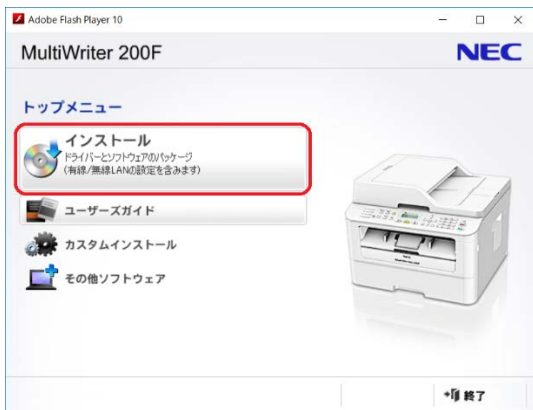 Adobe Flash Player 10
MultiWriter 200F
NEC
トップメニュー
インストール
ドライバーとソフトウェアのパッケージ
(有線/無線LANの設定を含みます)
ユーザーズガイド
カスタムインストール
その他ソフトウェア
終了